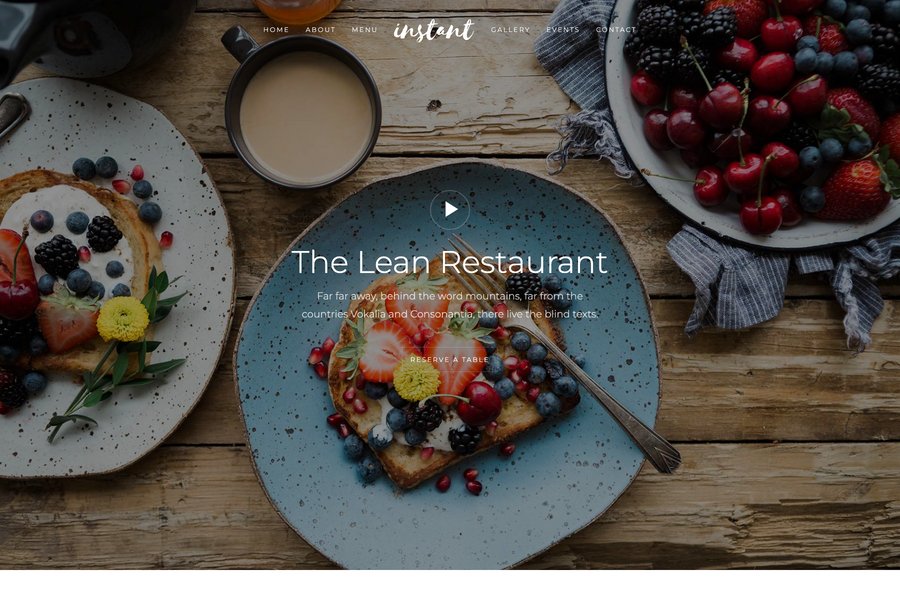 HOME ABOUT MENU instant GALLERY EVENTS CONTACT
The Lean Restaurant
Far far away, behind the word mountains, far from the
countries Vokalia and Consonantia, there live the blind texts.
RESERVE A TABLE